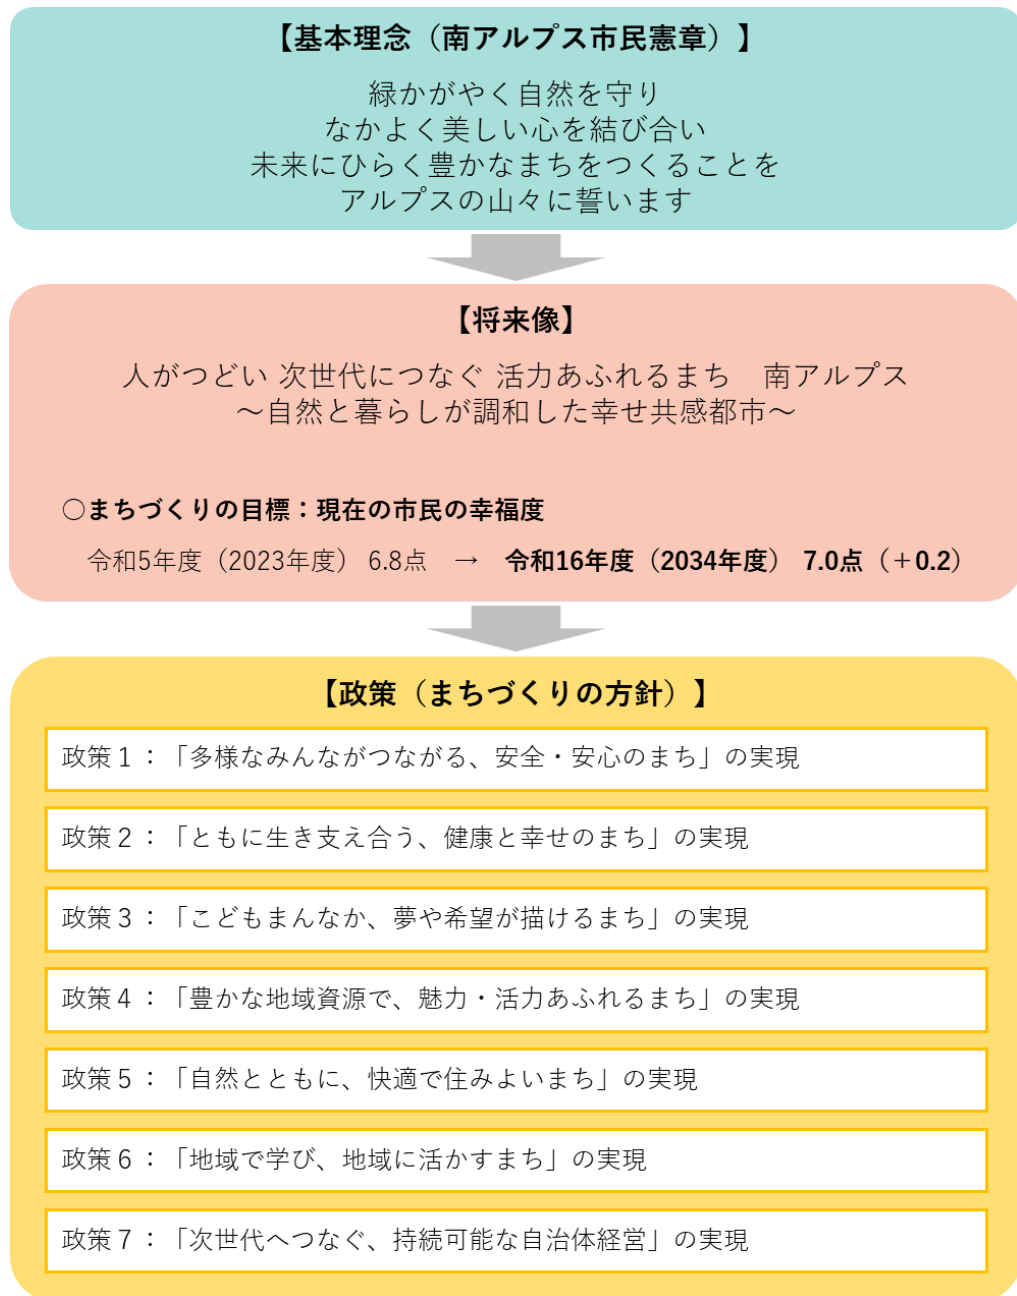 【基本理念（南アルプス市民憲章）】
緑かがやく自然を守り
なかよく美しい心を結び合い
未来にひらく豊かなまちをつくることを
アルプスの山々に誓います
【将来像】
人がつどい 次世代につなぐ 活力あふれるまち　南アルプス
～自然と暮らしが調和した幸せ共感都市～
○まちづくりの目標：現在の市民の幸福度
令和5年度（2023年度） 6.8点　→　令和16年度（2034年度） 7.0点（＋0.2）
【政策（まちづくりの方針）】
政策１：「多様なみんながつながる、安全・安心のまち」の実現
政策２：「ともに生き支え合う、健康と幸せのまち」の実現
政策３：「こどもまんなか、夢や希望が描けるまち」の実現
政策４：「豊かな地域資源で、魅力・活力あふれるまち」の実現
政策５：「自然とともに、快適で住みよいまち」の実現
政策６：「地域で学び、地域に活かすまち」の実現
政策７：「次世代へつなぐ、持続可能な自治体経営」の実現